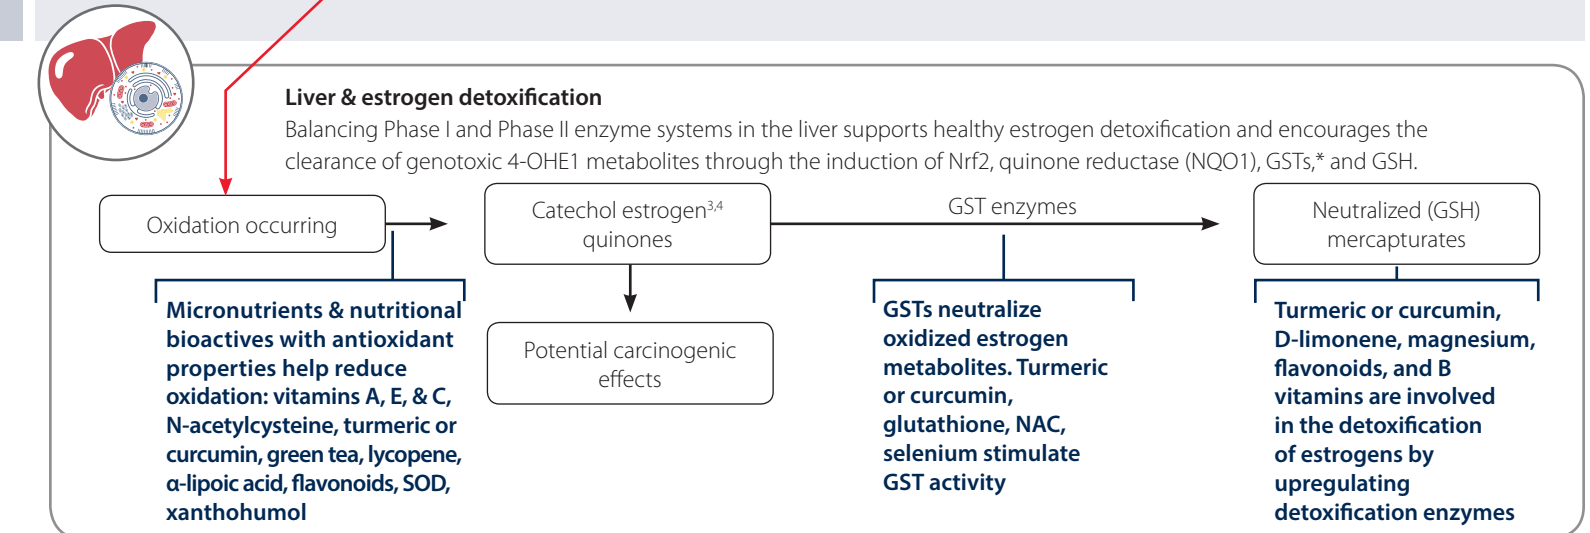 Liver & estrogen detoxification
Balancing Phase I and Phase II enzyme systems in the liver supports healthy estrogen detoxification and encourages the
clearance of genotoxic 4-OHE1 metabolites through the induction of Nrf2, quinone reductase (NQO1), GSTs,* and GSH.
Oxidation occurring
Catechol estrogen3,4
quinones
GST enzymes
Neutralized (GSH)
mercapturates
Potential carcinogenic
effects
Micronutrients & nutritional
bioactives with antioxidant
properties help reduce
oxidation: vitamins A, E, & C,
N-acetylcysteine, turmeric or
curcumin, green tea, lycopene,
α-lipoic acid, flavonoids, SOD,
xanthohumol
GSTs neutralize
oxidized estrogen
metabolites. Turmeric
or curcumin,
glutathione, NAC,
selenium stimulate
GST activity
Turmeric or curcumin,
D-limonene, magnesium,
flavonoids, and B
vitamins are involved
in the detoxification
of estrogens by
upregulating
detoxification enzymes